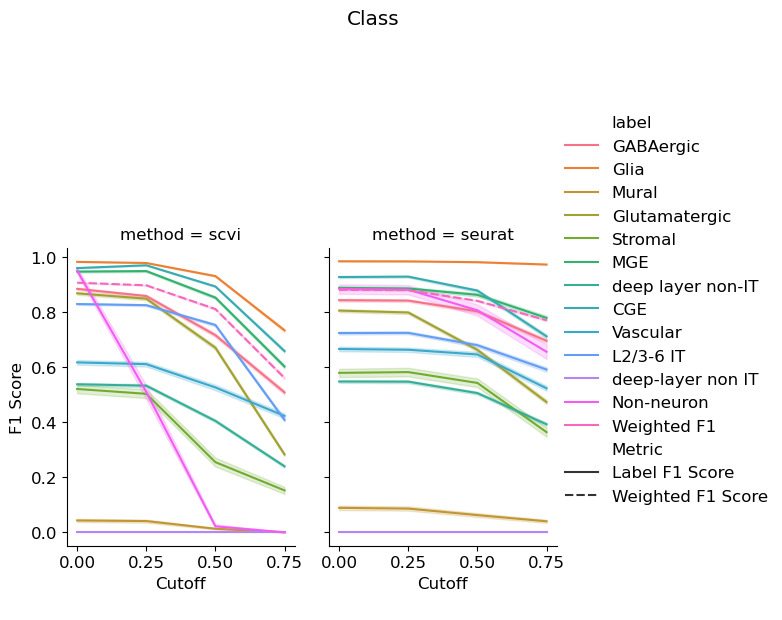 Class
method = scvi
method = seurat
F1 Score
1.0
0.8
0.6
0.4
0.2
0.0
0.00
0.25
0.50
0.75
Cutoff
0.00
0.25
0.50
0.75
Cutoff
label
GABAergic
Glia
Mural
Glutamatergic
Stromal
MGE
deep layer non-IT
CGE
Vascular
L2/3-6 IT
deep-layer non IT
Non-neuron
Weighted F1
Metric
Label F1 Score
Weighted F1 Score